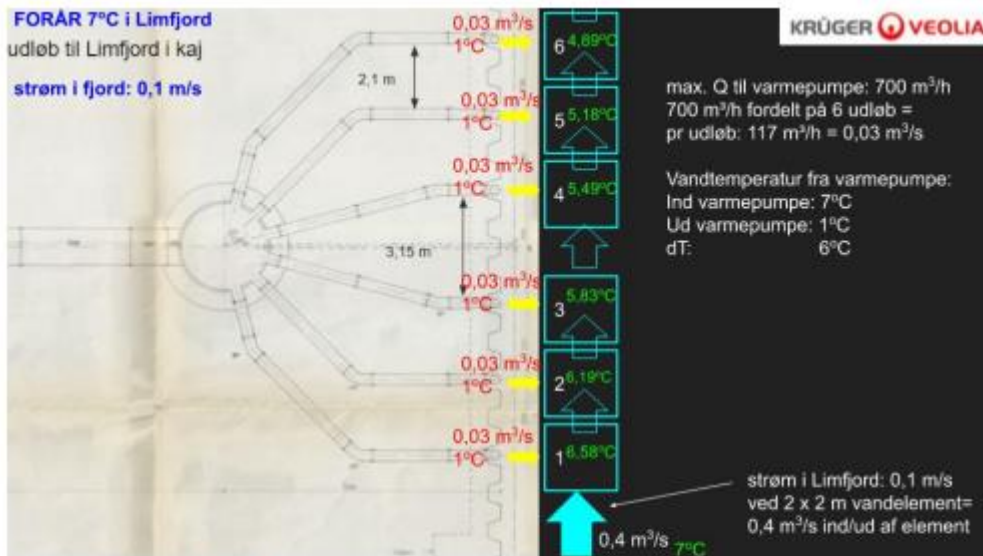 FORÅR 7ºC i Limfjord
udløb til Limfjord i kaj
strøm i fjord: 0,1 m/s
0,03 m³/s
1ºC
2,1 m
0,03 m³/s
1ºC
0,03 m³/s
1ºC
3,15 m
0,03 m³/s
1ºC
0,03 m³/s
1ºC
0,03 m³/s
1ºC
6 4,89ºC
5 5,18ºC
4 5,49ºC
3 5,83ºC
2 6,19ºC
1 6,58ºC
0,4 m³/s 7ºC
KRÜGER VEOLIA
max. Q til varmepumpe: 700 m³/h
700 m³/h fordelt på 6 udløb =
pr udløb: 117 m³/h = 0,03 m³/s
Vandtemperatur fra varmepumpe:
Ind varmepumpe: 7ºC
Ud varmepumpe: 1ºC
dT: 6ºC
strøm i Limfjord: 0,1 m/s
ved 2 x 2 m vandelement=
0,4 m³/s ind/ud af element